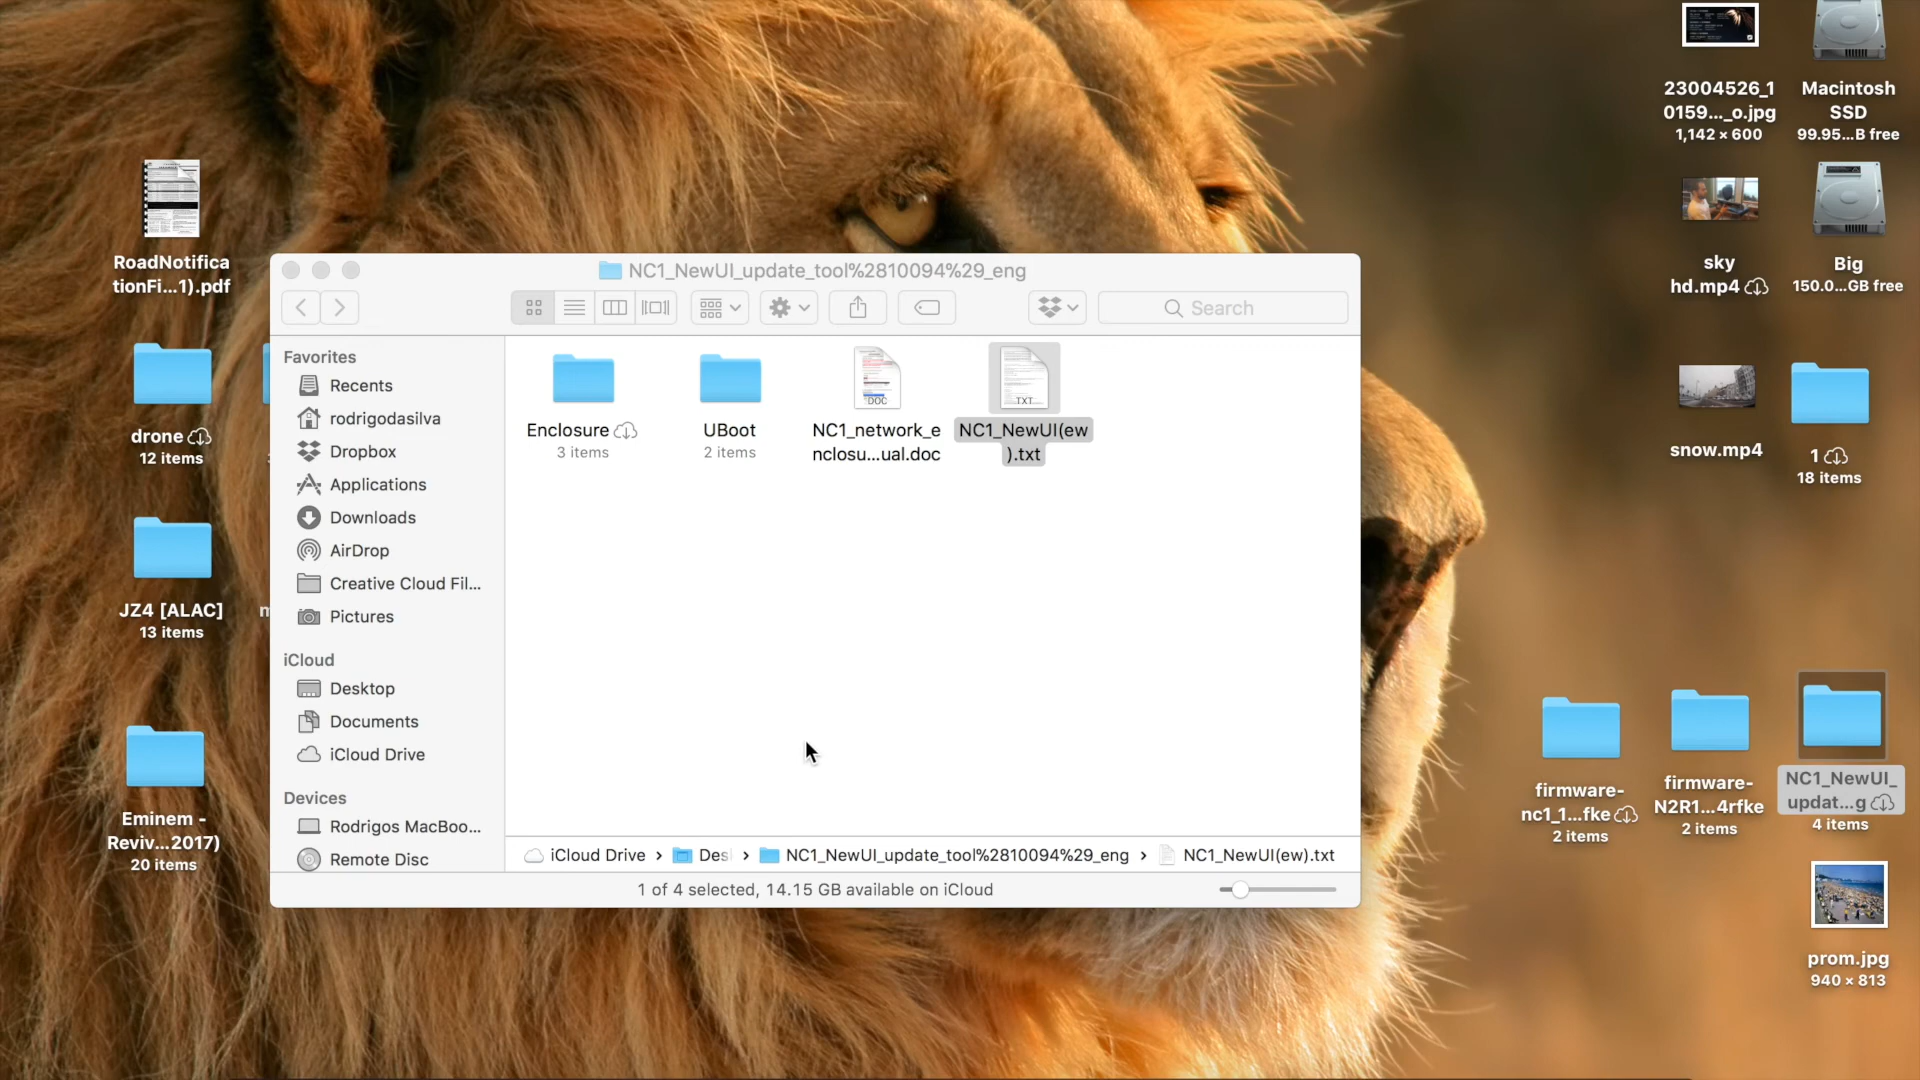 23004526_1
0159..._o.jpg
1,142 × 600
Macintosh
SSD
99.95...B free
RoadNotifica
tionFi...1).pdf
sky
hd.mp4
Big
150.0...GB free
drone
12 items
snow.mp4
1
18 items
JZ4 [ALAC]
13 items
Eminem -
Reviv...2017)
20 items
NC1_NewUI_update_tool%2810094%29_eng
Search
Favorites
Recents
rodrigodasilva
Dropbox
Applications
Downloads
AirDrop
Creative Cloud Fil...
Pictures
iCloud
Desktop
Documents
iCloud Drive
Devices
Rodrigos MacBoo...
Remote Disc
Enclosure
3 items
UBoot
2 items
DOC
NC1_network_e
nclosu...ual.doc
TXT
NC1_NewUI(ew
).txt
iCloud Drive › Des › NC1_NewUI_update_tool%2810094%29_eng › NC1_NewUI(ew).txt
1 of 4 selected, 14.15 GB available on iCloud
firmware-
nc1_1...fke
2 items
firmware-
N2R1...4rfke
2 items
NC1_NewUI_
updat...g
4 items
prom.jpg
940 × 813